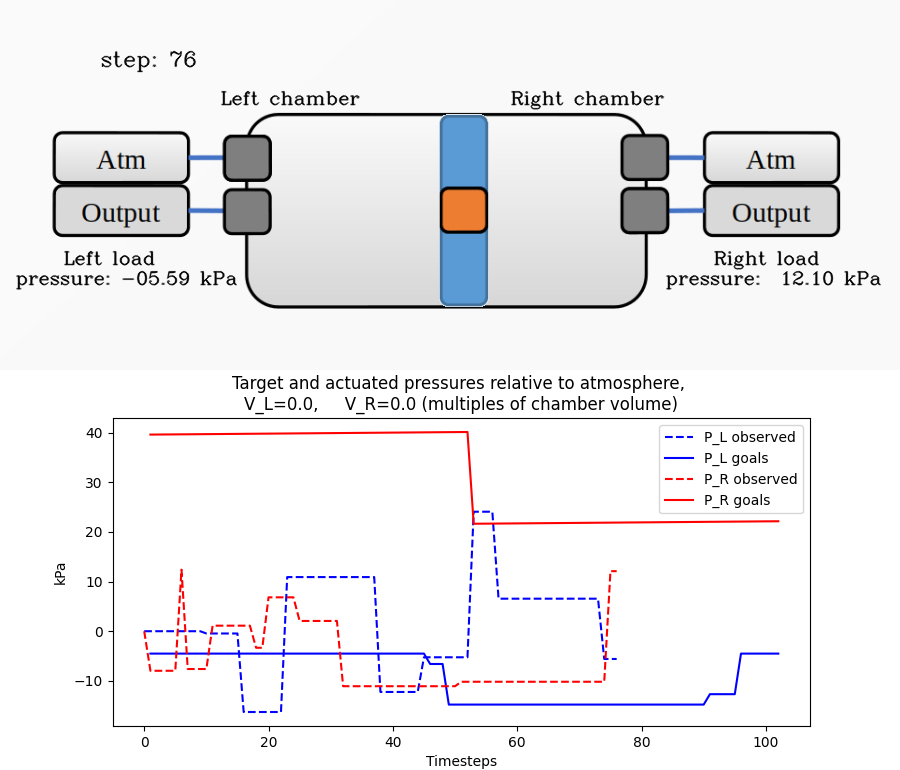 step: 76
Left chamber
Right chamber
Atm
Atm
Output
Output
Left load
pressure: -05.59 kPa
Right load
pressure: 12.10 kPa
Target and actuated pressures relative to atmosphere,
V_L=0.0, V_R=0.0 (multiples of chamber volume)
40
30
20
10
0
−10
kPa
P_L observed
P_L goals
P_R observed
P_R goals
0
20
40
60
80
100
Timesteps